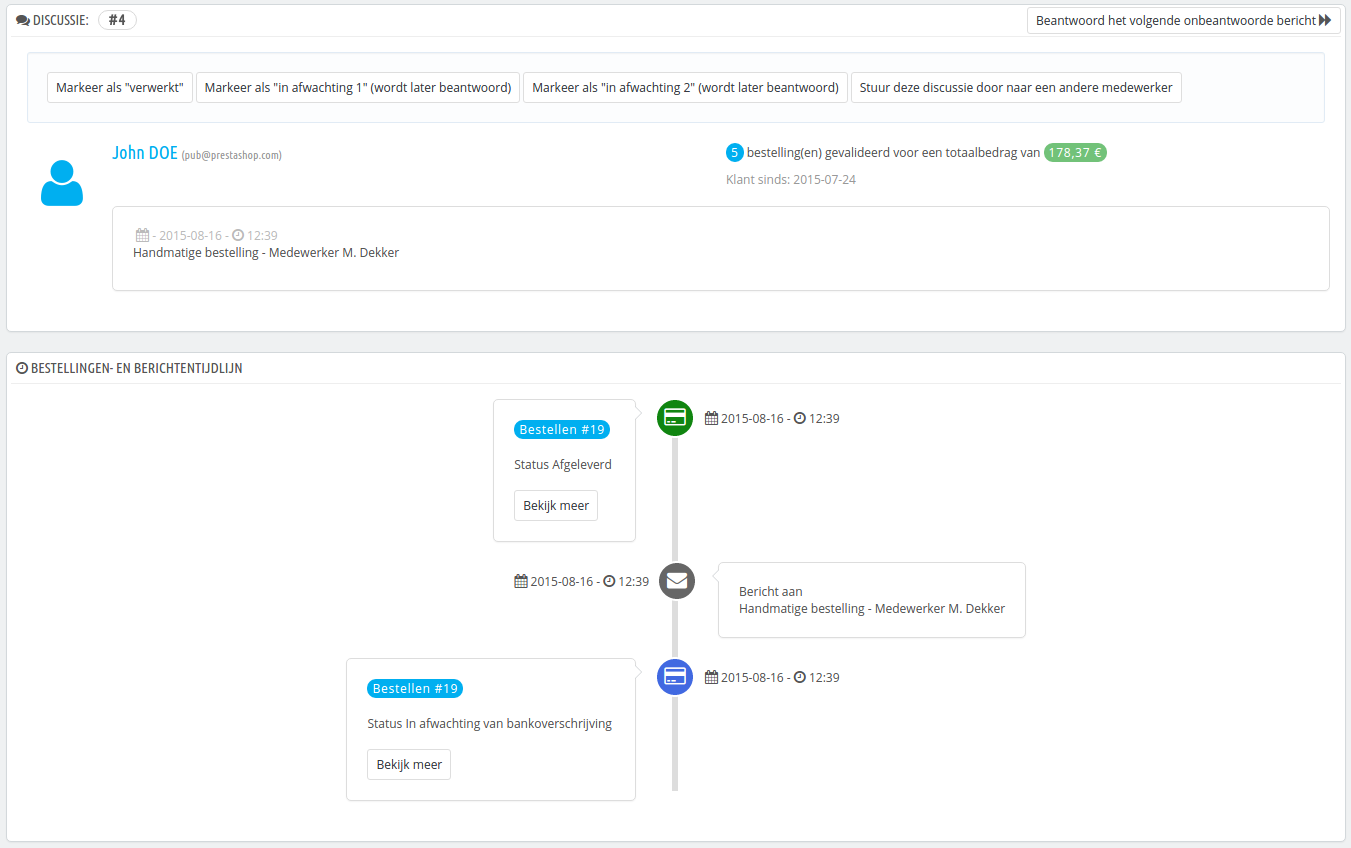 DISCUSSIE: #4
Beantwoord het volgende onbeantwoorde bericht
Markeer als "verwerkt"
Markeer als "in afwachting 1" (wordt later beantwoord)
Markeer als "in afwachting 2" (wordt later beantwoord)
Stuur deze discussie door naar een andere medewerker
John DOE (pub@prestashop.com)
5 bestelling(en) gevalideerd voor een totaalbedrag van 178,37 €
Klant sinds: 2015-07-24
- 2015-08-16 - 12:39
Handmatige bestelling - Medewerker M. Dekker
BESTELLINGEN- EN BERICHTENTIJDLIJN
Bestellen #19
2015-08-16 - 12:39
Status Afgeleverd
Bekijk meer
2015-08-16 - 12:39
Bericht aan
Handmatige bestelling - Medewerker M. Dekker
2015-08-16 - 12:39
Bestellen #19
Status In afwachting van bankoverschrijving
Bekijk meer